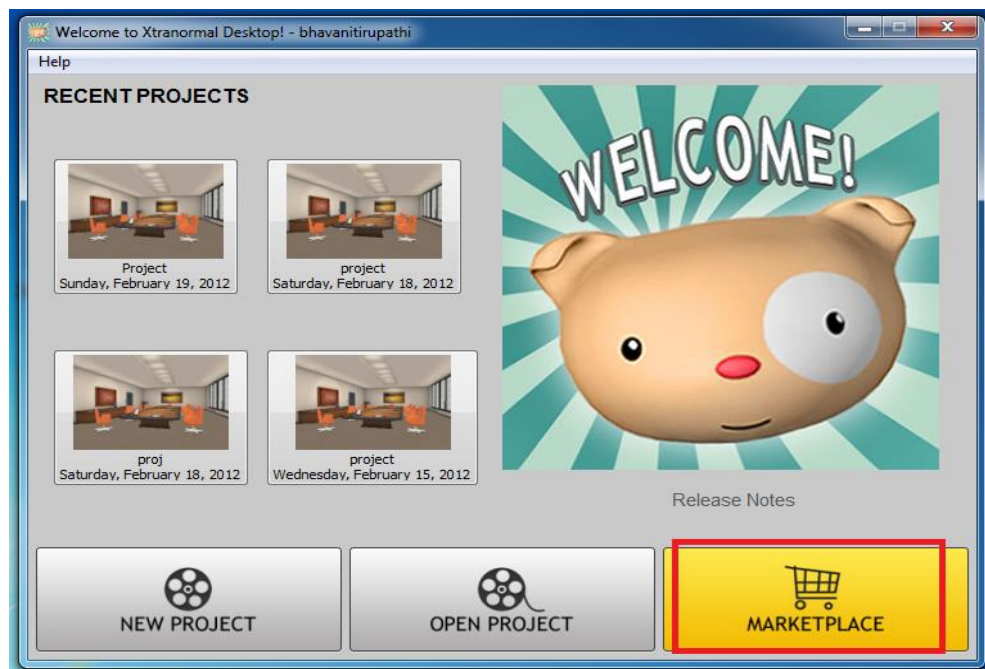 Welcome to Xtranormal Desktop! - bhavanitirupathi
Help
RECENT PROJECTS
WELCOME!
Project
Sunday, February 19, 2012
project
Saturday, February 18, 2012
proj
Saturday, February 18, 2012
project
Wednesday, February 15, 2012
Release Notes
NEW PROJECT
OPEN PROJECT
MARKETPLACE